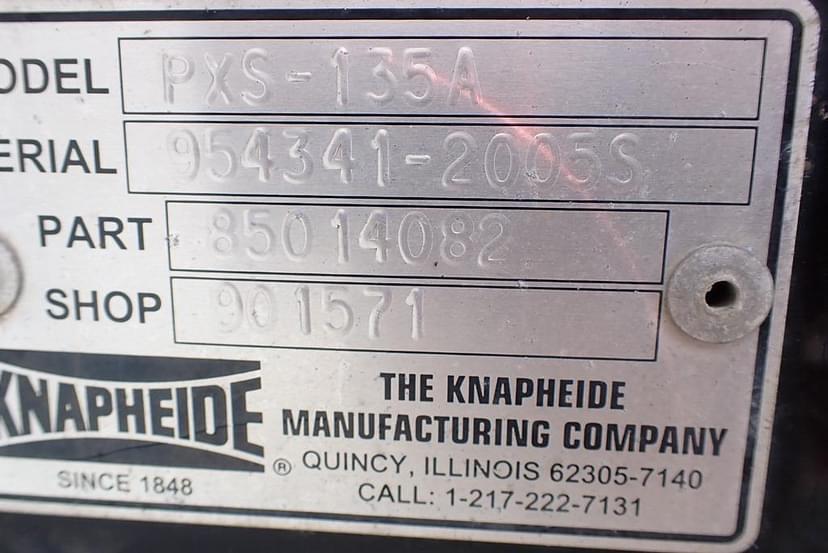 ODEL PXS-135A
ERIAL 954341-2005S
PART 85014082
SHOP 901571
KNAPHEIDE
SINCE 1848
THE KNAPHEIDE
MANUFACTURING COMPANY
® QUINCY, ILLINOIS 62305-7140
CALL: 1-217-222-7131